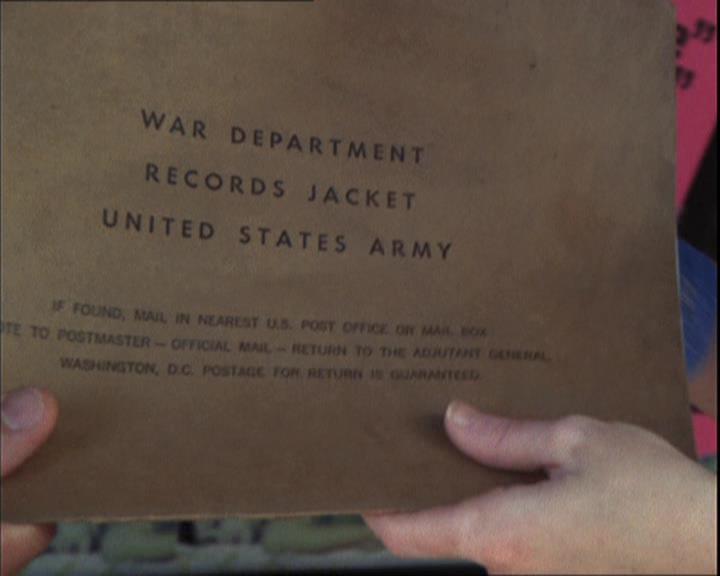 WAR DEPARTMENT
RECORDS JACKET
UNITED STATES ARMY
IF FOUND, MAIL IN NEAREST U.S. POST OFFICE OR MAIL BOX
TO POSTMASTER — OFFICIAL MAIL — RETURN TO THE ADJUTANT GENERAL,
WASHINGTON, D.C. POSTAGE FOR RETURN IS GUARANTEED.